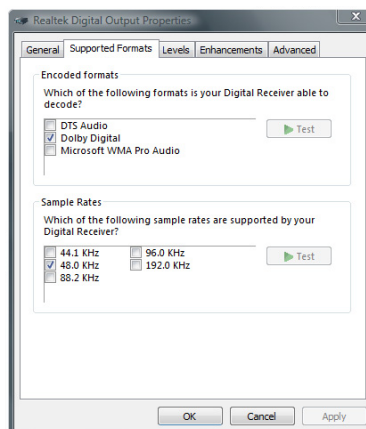 Realtek Digital Output Properties
General Supported Formats Levels Enhancements Advanced
Encoded formats
Which of the following formats is your Digital Receiver able to
decode?
DTS Audio
Dolby Digital
Microsoft WMA Pro Audio
Test
Sample Rates
Which of the following sample rates are supported by your
Digital Receiver?
44.1 KHz 96.0 KHz
48.0 KHz 192.0 KHz
88.2 KHz
Test
OK Cancel Apply